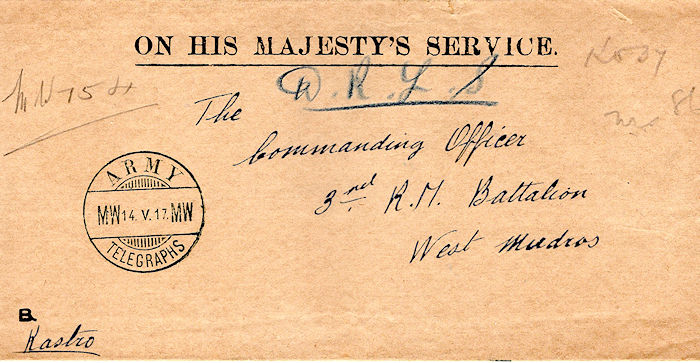 ON HIS MAJESTY'S SERVICE.
D.R.L.S
The
Commanding Officer
3rd R.M. Battalion
West Mudros
ARMY
MW 14. V. 17. MW
TELEGRAPHS
B
Kastro